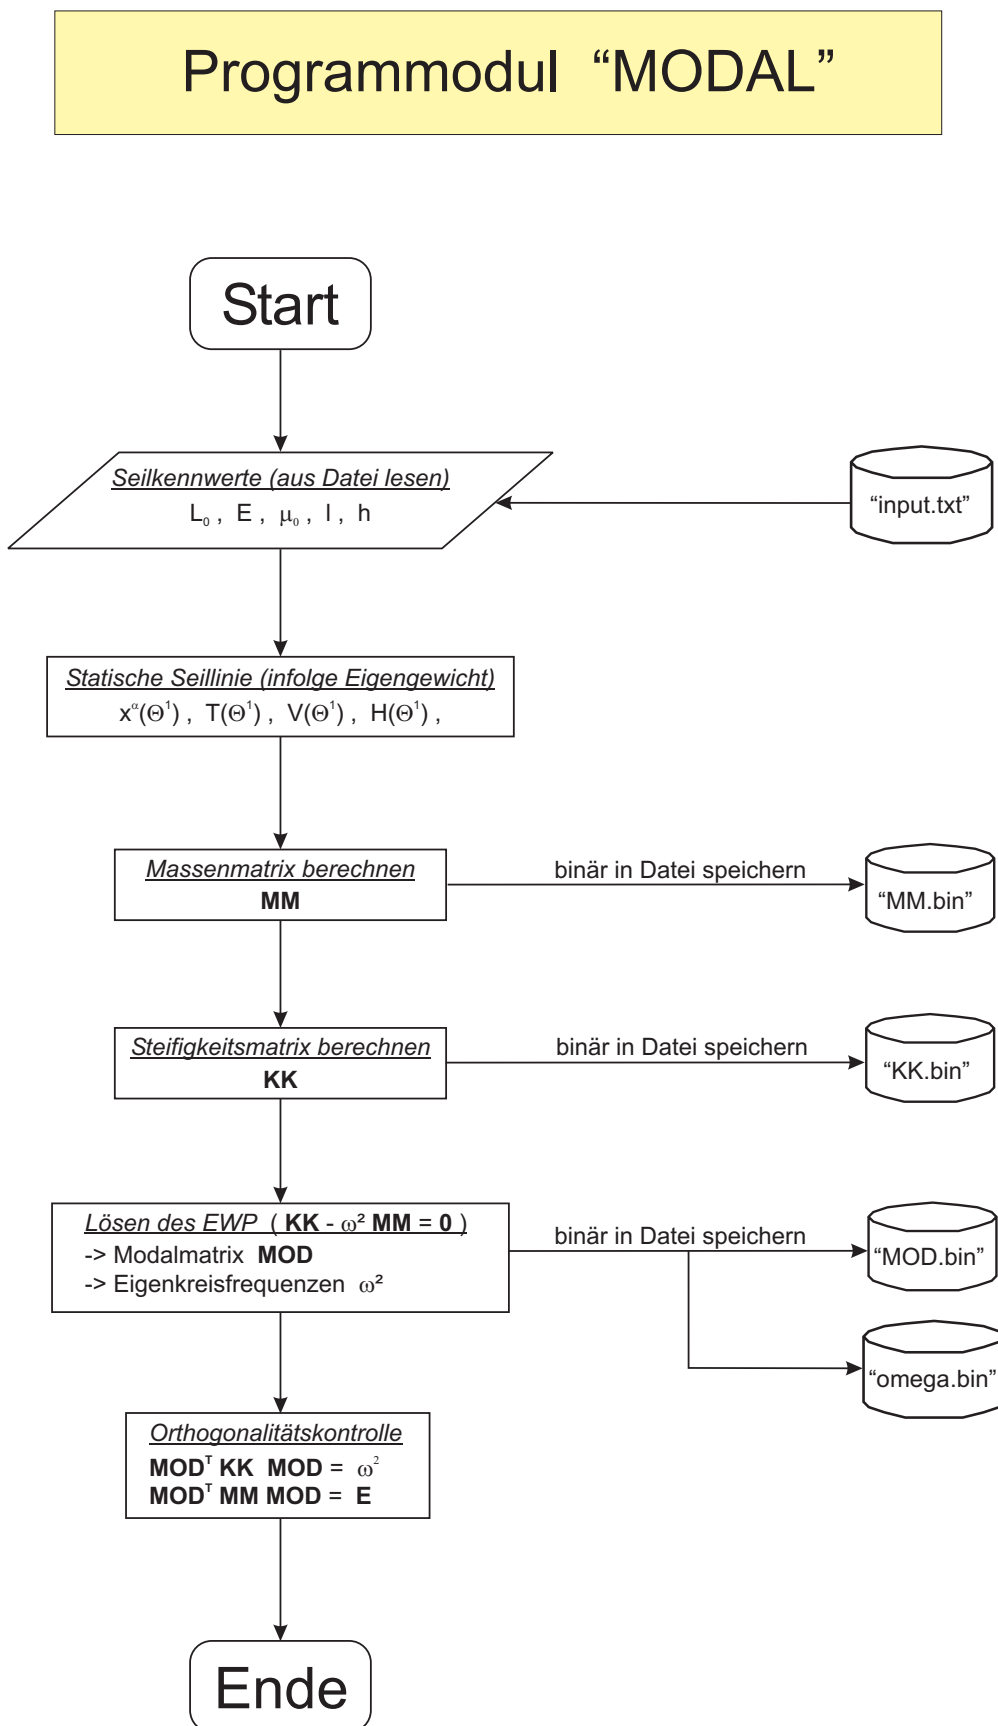 Programmodul “MODAL”
Start
Seilkennwerte (aus Datei lesen)
L₀ , E , μ₀ , l , h
“input.txt”
Statische Seillinie (infolge Eigengewicht)
xᵅ(Θ¹) , T(Θ¹) , V(Θ¹) , H(Θ¹) ,
Massenmatrix berechnen
MM
binär in Datei speichern
“MM.bin”
Steifigkeitsmatrix berechnen
KK
binär in Datei speichern
“KK.bin”
Lösen des EWP ( KK - ω² MM = 0 )
-> Modalmatrix MOD
-> Eigenkreisfrequenzen ω²
binär in Datei speichern
“MOD.bin”
“omega.bin”
Orthogonalitätskontrolle
MODᵀ KK MOD = ω²
MODᵀ MM MOD = E
Ende